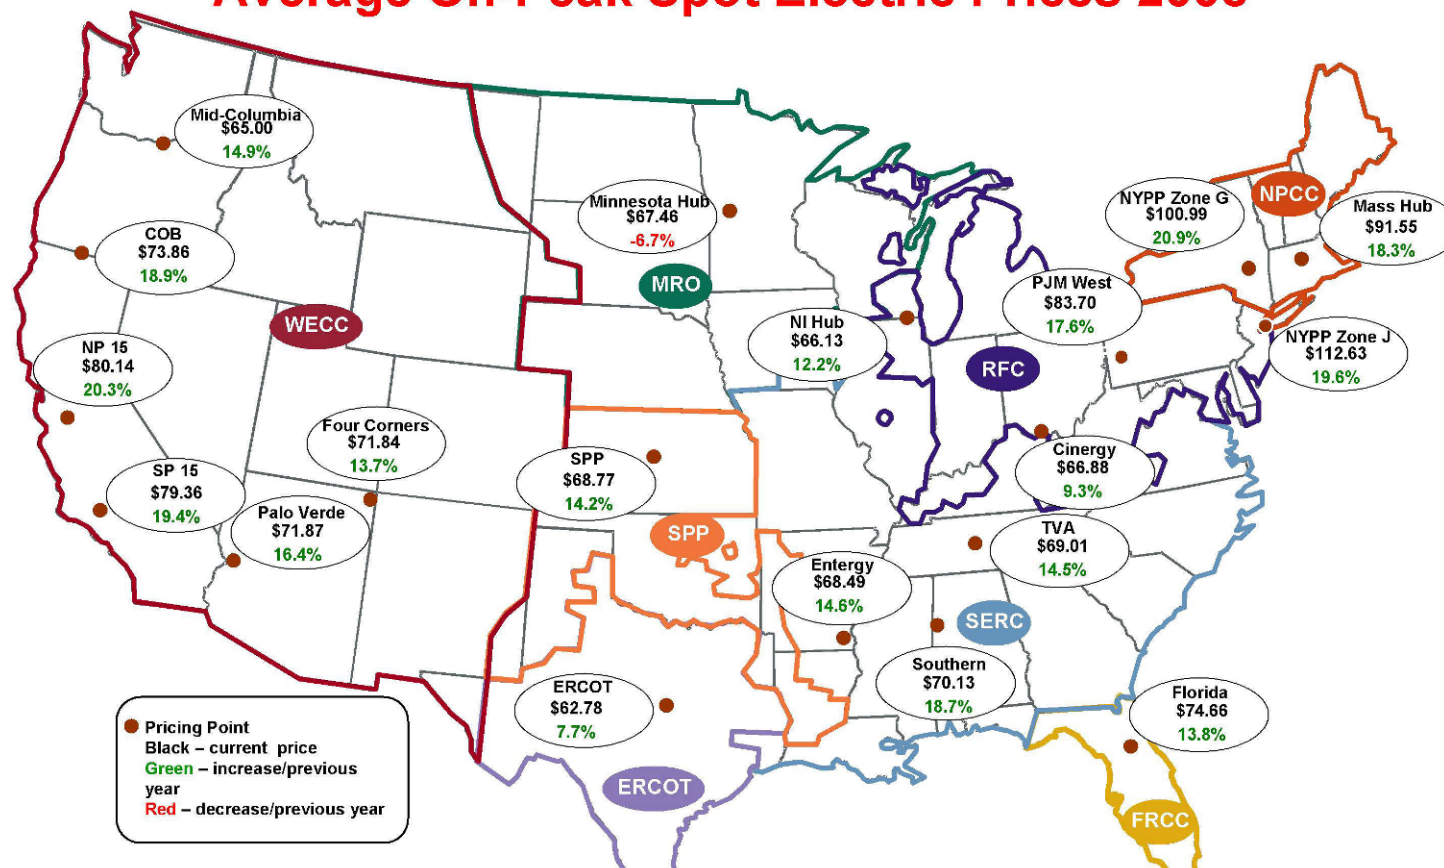 Mid-Columbia
$65.00
14.9%
COB
$73.86
18.9%
NP 15
$80.14
20.3%
SP 15
$79.36
19.4%
WECC
Four Corners
$71.84
13.7%
Palo Verde
$71.87
16.4%
Minnesota Hub
$67.46
-6.7%
MRO
NI Hub
$66.13
12.2%
SPP
$68.77
14.2%
SPP
Entergy
$68.49
14.6%
ERCOT
$62.78
7.7%
ERCOT
NYPP Zone G
$100.99
20.9%
NPCC
Mass Hub
$91.55
18.3%
PJM West
$83.70
17.6%
NYPP Zone J
$112.63
19.6%
RFC
Cinergy
$66.88
9.3%
TVA
$69.01
14.5%
SERC
Southern
$70.13
18.7%
Florida
$74.66
13.8%
FRCC
Pricing Point
Black – current price
Green – increase/previous
year
Red – decrease/previous year